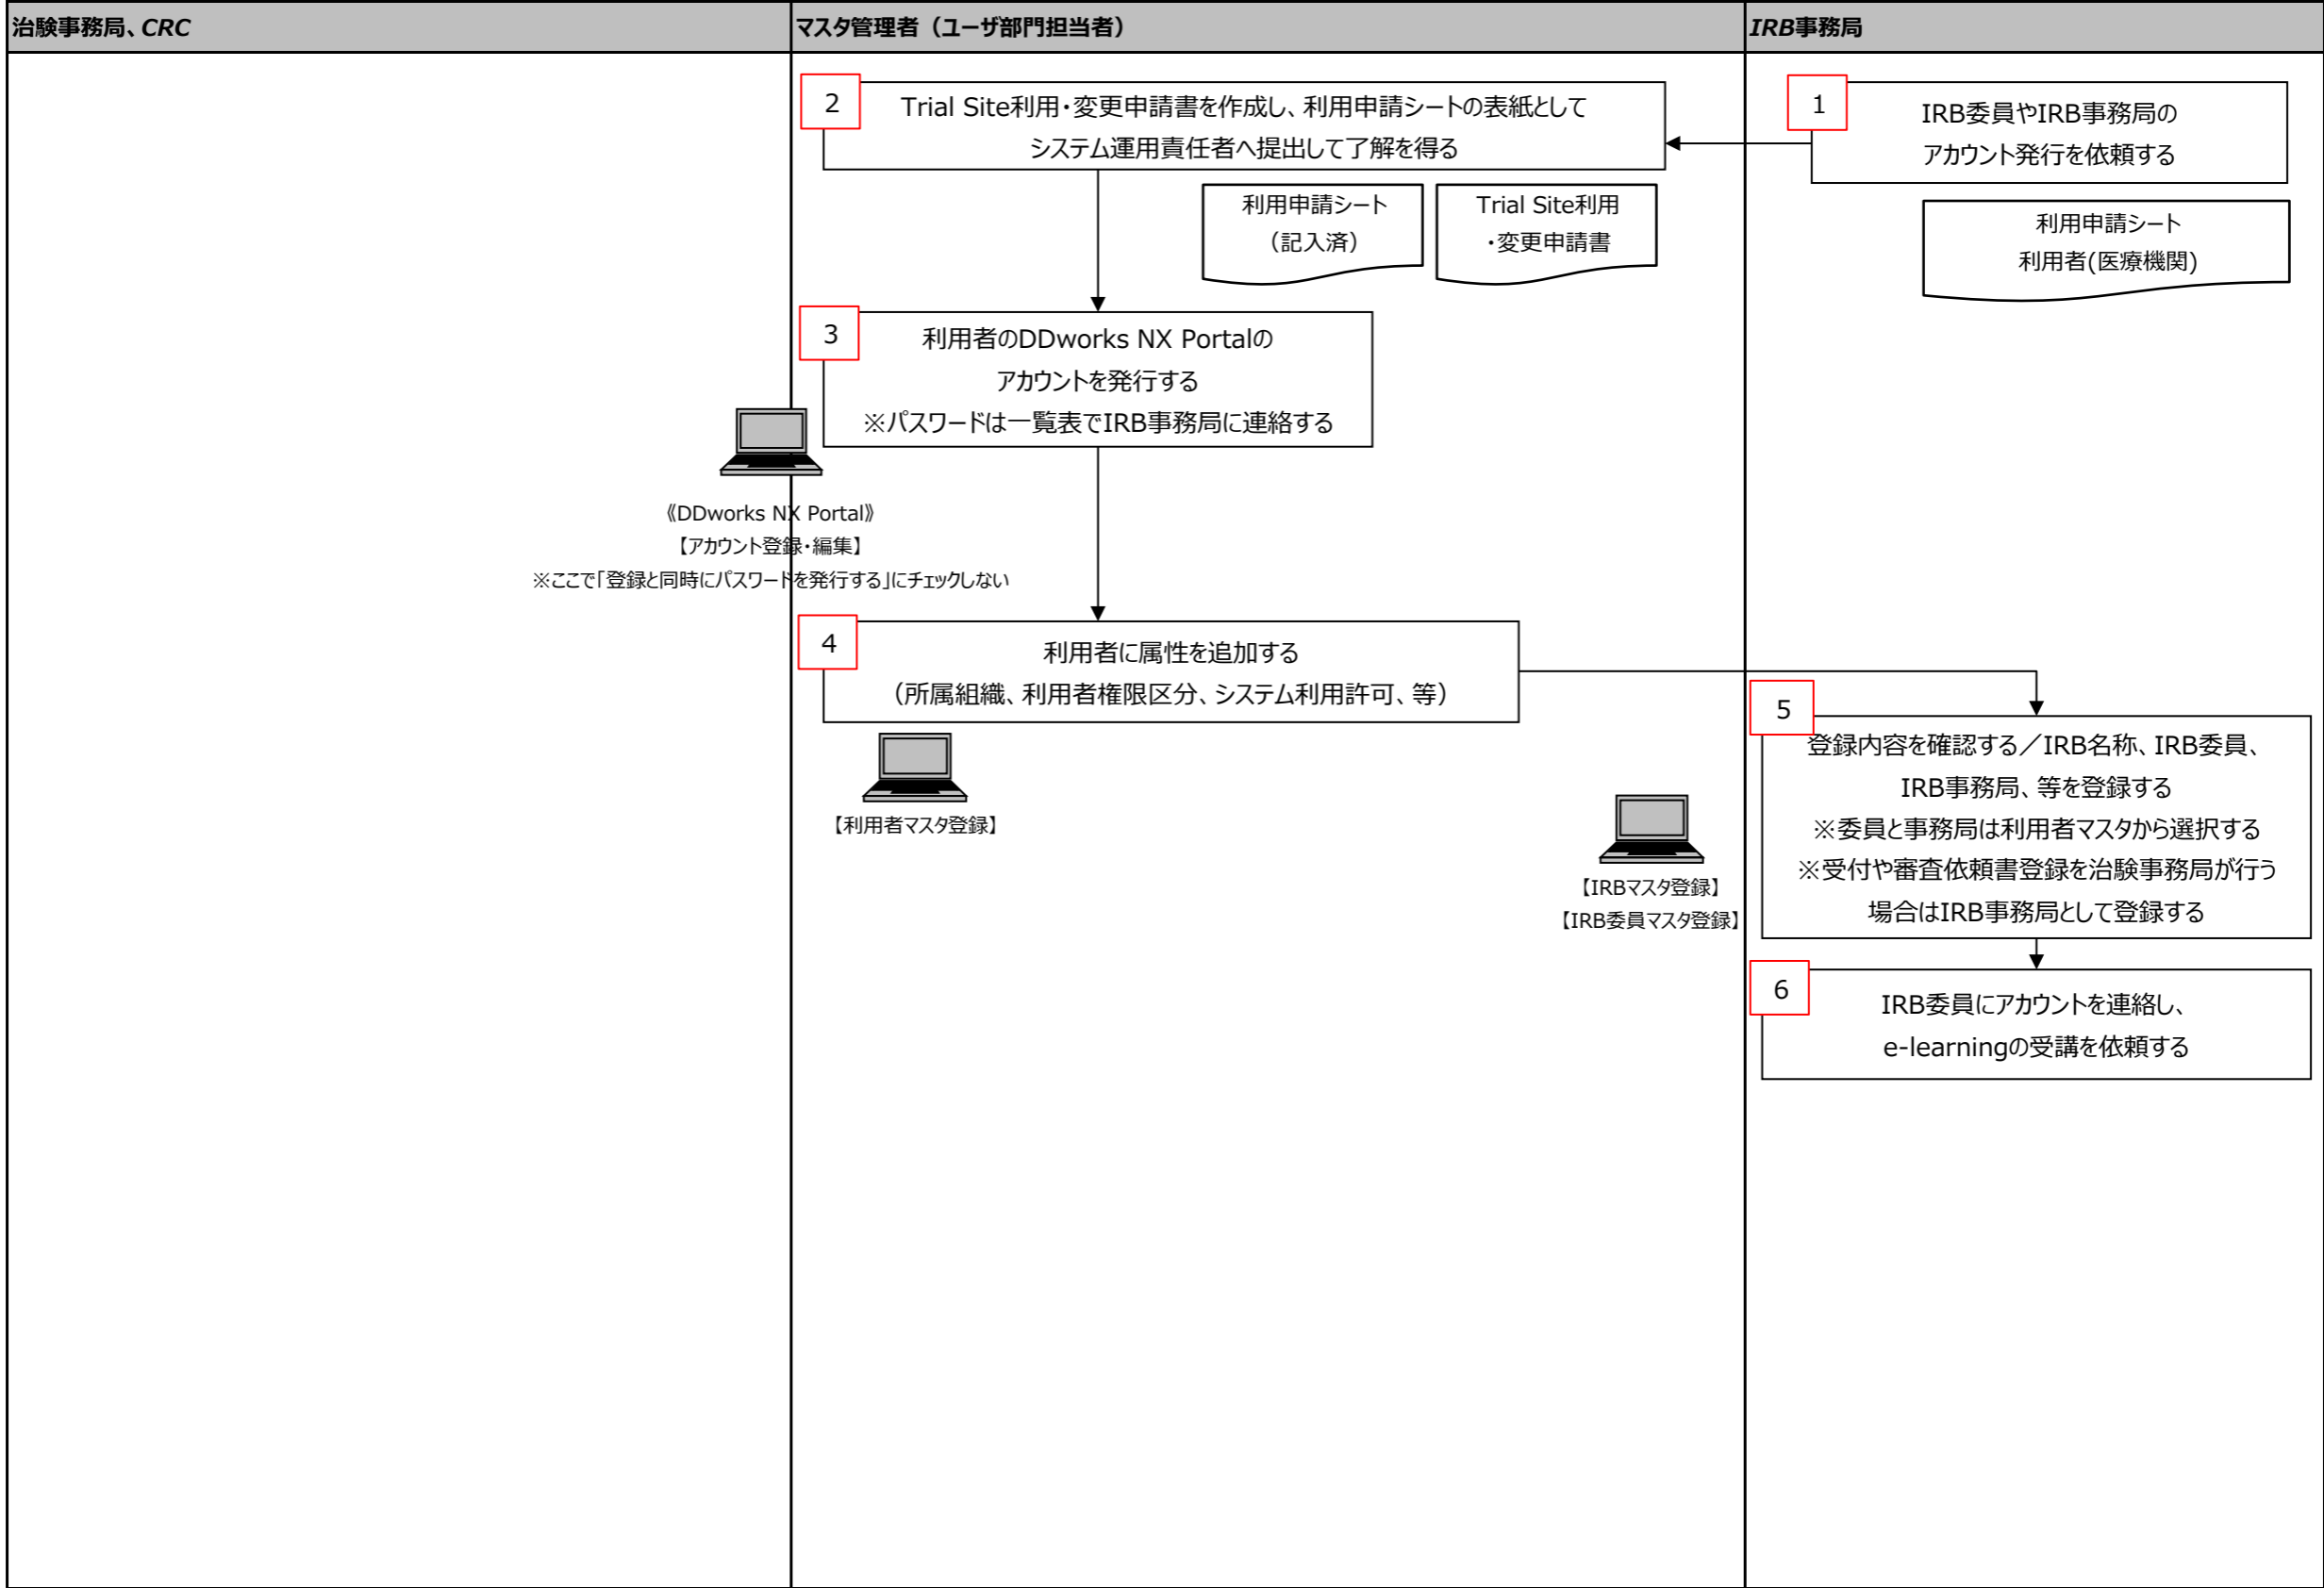 治験事務局、CRC
マスタ管理者（ユーザ部門担当者）
IRB事務局
1
IRB委員やIRB事務局の
アカウント発行を依頼する
利用申請シート
利用者(医療機関)
2
Trial Site利用・変更申請書を作成し、利用申請シートの表紙として
システム運用責任者へ提出して了解を得る
利用申請シート
（記入済）
Trial Site利用
・変更申請書
3
利用者のDDworks NX Portalの
アカウントを発行する
※パスワードは一覧表でIRB事務局に連絡する
《DDworks NX Portal》
【アカウント登録・編集】
※ここで「登録と同時にパスワードを発行する」にチェックしない
4
利用者に属性を追加する
（所属組織、利用者権限区分、システム利用許可、等）
【利用者マスタ登録】
5
登録内容を確認する／IRB名称、IRB委員、
IRB事務局、等を登録する
※委員と事務局は利用者マスタから選択する
※受付や審査依頼書登録を治験事務局が行う
場合はIRB事務局として登録する
【IRBマスタ登録】
【IRB委員マスタ登録】
6
IRB委員にアカウントを連絡し、
e-learningの受講を依頼する